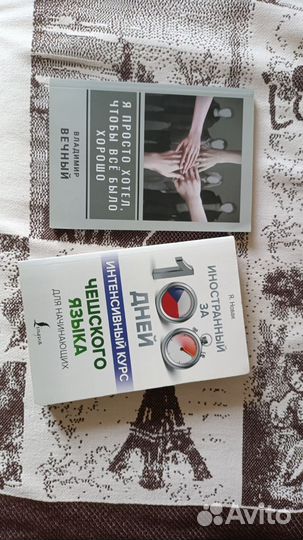 Я ПРОСТО ХОТЕЛ,
ЧТОБЫ ВСЕ БЫЛО
ХОРОШО
ВЛАДИМИР
ВЕЧНЫЙ
Я. Новак
ИНОСТРАННЫЙ
ЗА
100
ДНЕЙ
ИНТЕНСИВНЫЙ КУРС
ЧЕШСКОГО
ЯЗЫКА
ДЛЯ НАЧИНАЮЩИХ
LINGUA
Avito